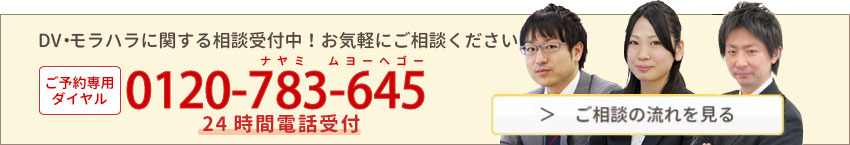 DV・モラハラに関する相談受付中！お気軽にご相談ください
ナヤミ ムヨーヘゴー
ご予約専用
ダイヤル
0120-783-645
24時間電話受付
＞ ご相談の流れを見る